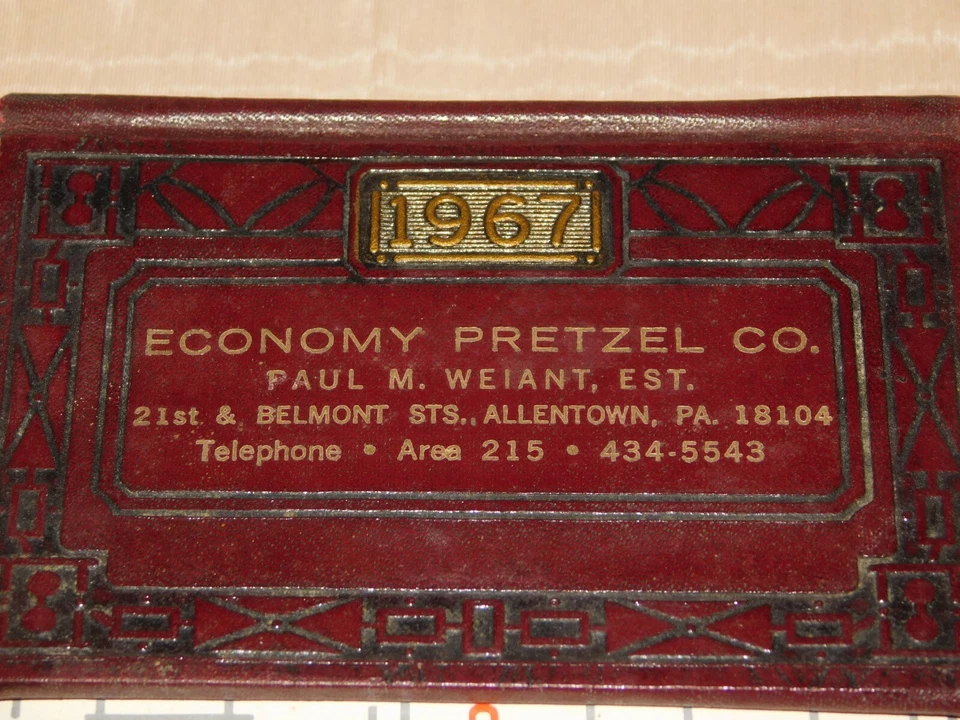 1967
ECONOMY PRETZEL CO.
PAUL M. WEIANT, EST.
21st & BELMONT STS., ALLENTOWN, PA. 18104
Telephone • Area 215 • 434-5543